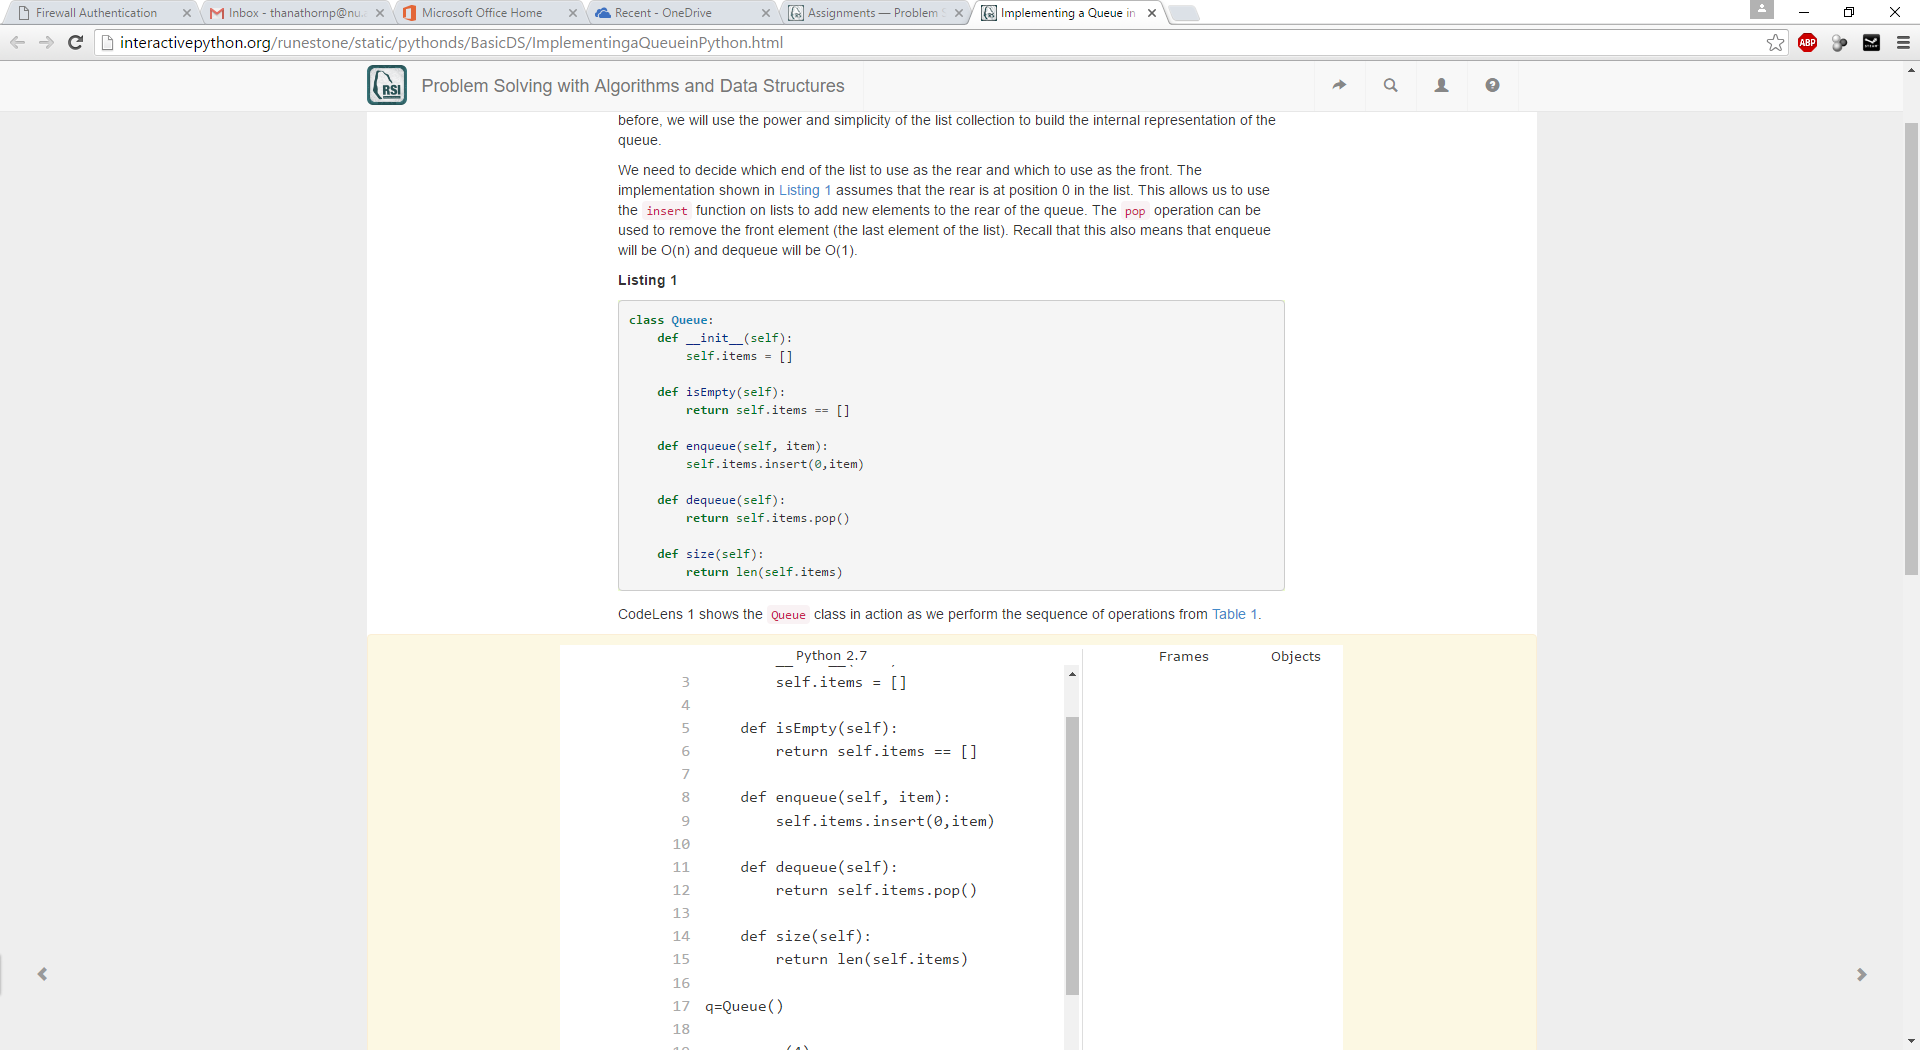 Firewall Authentication
Inbox - thanathornp@nu.
Microsoft Office Home
Recent - OneDrive
Assignments — Problem S
Implementing a Queue in
interactivepython.org/runestone/static/pythonds/BasicDS/ImplementingaQueueinPython.html
ABP
RSI
Problem Solving with Algorithms and Data Structures
before, we will use the power and simplicity of the list collection to build the internal representation of the
queue.
We need to decide which end of the list to use as the rear and which to use as the front. The
implementation shown in Listing 1 assumes that the rear is at position 0 in the list. This allows us to use
the insert function on lists to add new elements to the rear of the queue. The pop operation can be
used to remove the front element (the last element of the list). Recall that this also means that enqueue
will be O(n) and dequeue will be O(1).
Listing 1
class Queue:
    def __init__(self):
        self.items = []
    def isEmpty(self):
        return self.items == []
    def enqueue(self, item):
        self.items.insert(0,item)
    def dequeue(self):
        return self.items.pop()
    def size(self):
        return len(self.items)
CodeLens 1 shows the Queue class in action as we perform the sequence of operations from Table 1.
Python 2.7
Frames
Objects
3         self.items = []
4
5     def isEmpty(self):
6         return self.items == []
7
8     def enqueue(self, item):
9         self.items.insert(0,item)
10
11     def dequeue(self):
12         return self.items.pop()
13
14     def size(self):
15         return len(self.items)
16
17 q=Queue()
18